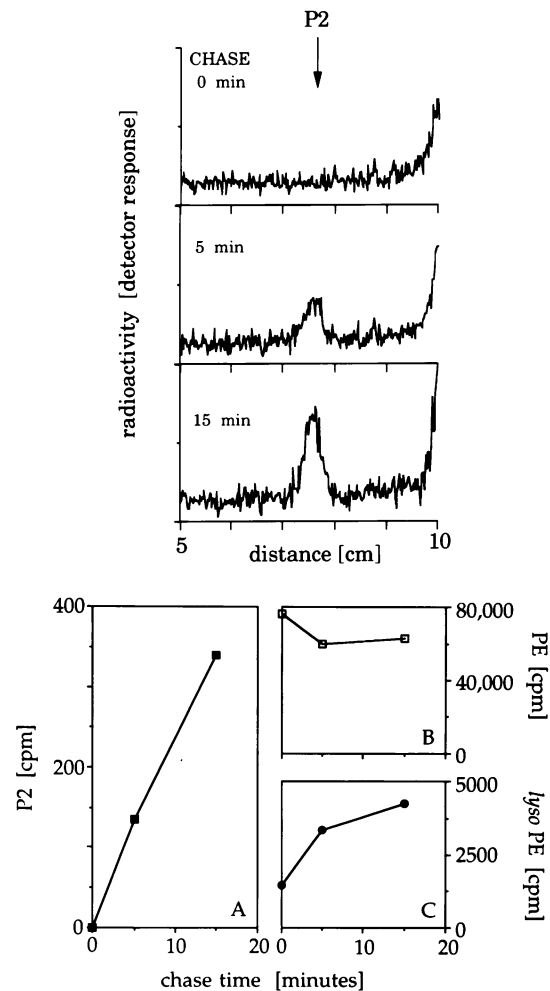 P2
CHASE
0 min
5 min
15 min
radioactivity [detector response]
5
10
distance [cm]
400
200
0
P2 [cpm]
A
0
10
20
80,000
40,000
0
PE [cpm]
B
5000
2500
0
lyso PE [cpm]
C
0
10
20
chase time [minutes]